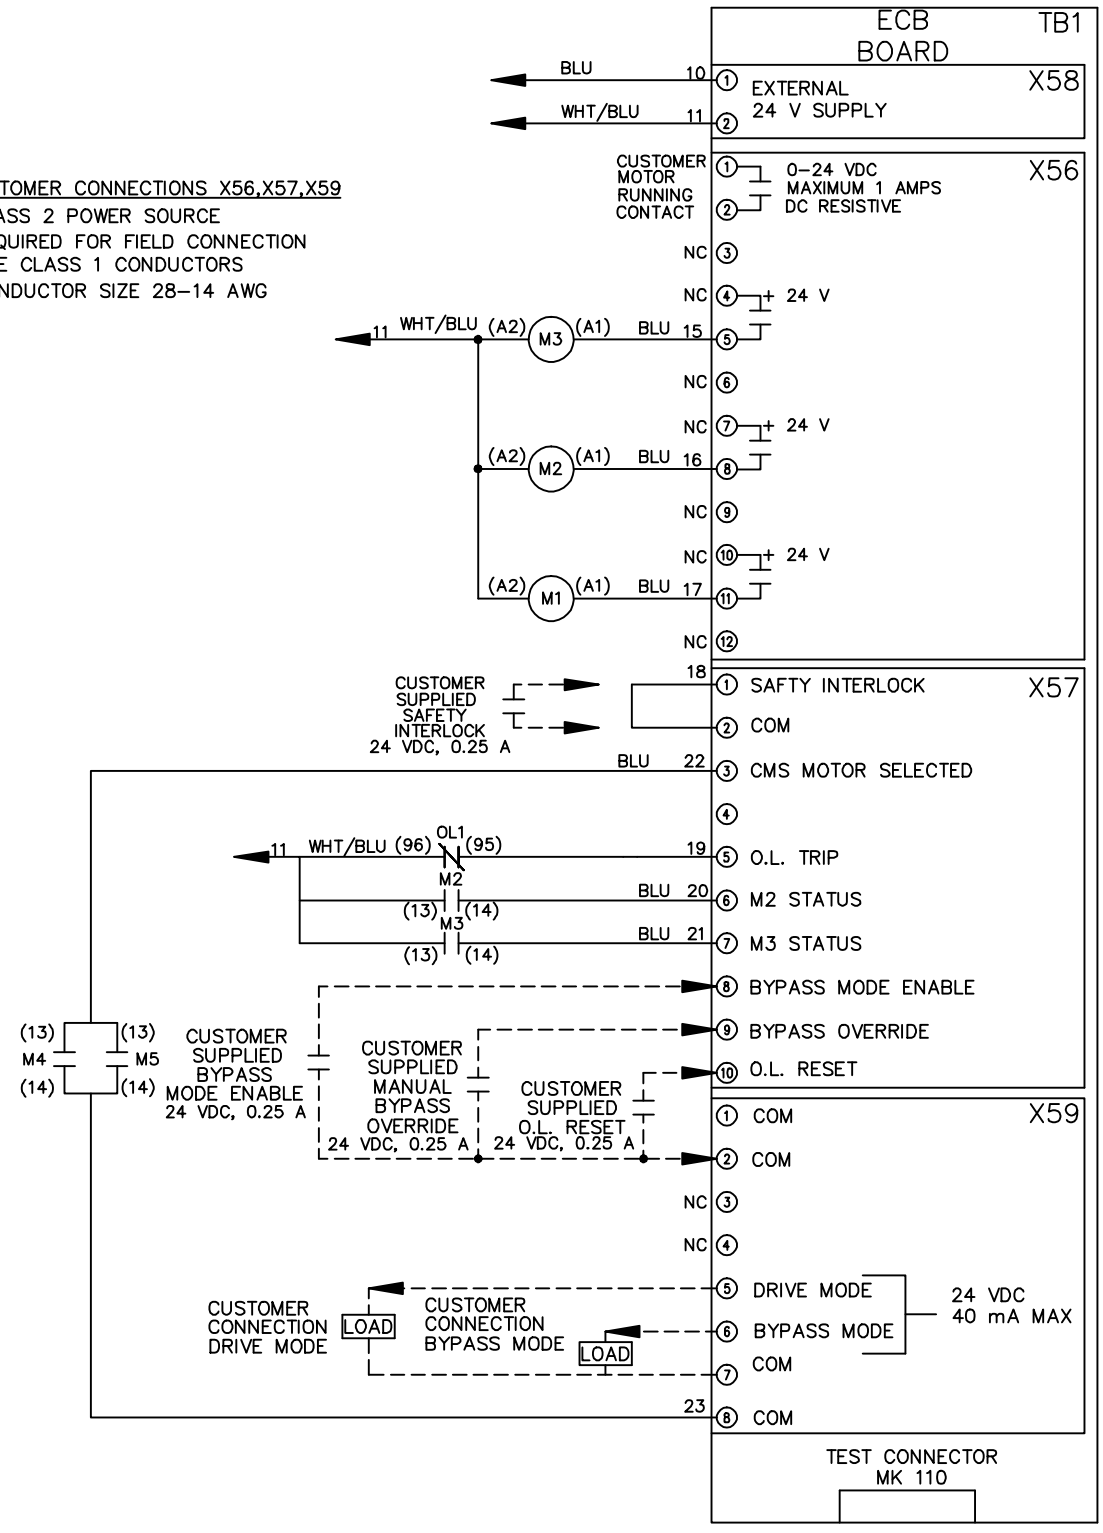 ECB
BOARD
TB1
X58
BLU 10 1 EXTERNAL
24 V SUPPLY
WHT/BLU 11 2
TOMER CONNECTIONS X56,X57,X59
ASS 2 POWER SOURCE
QUIRED FOR FIELD CONNECTION
E CLASS 1 CONDUCTORS
NDUCTOR SIZE 28-14 AWG
X56
CUSTOMER
MOTOR
RUNNING
CONTACT
1
2
0-24 VDC
MAXIMUM 1 AMPS
DC RESISTIVE
NC 3
NC 4 + 24 V
11 WHT/BLU (A2) M3 (A1) BLU 15 5
NC 6
NC 7 + 24 V
(A2) M2 (A1) BLU 16 8
NC 9
NC 10 + 24 V
(A2) M1 (A1) BLU 17 11
NC 12
X57
18 1 SAFTY INTERLOCK
2 COM
CUSTOMER
SUPPLIED
SAFETY
INTERLOCK
24 VDC, 0.25 A
BLU 22 3 CMS MOTOR SELECTED
4
11 WHT/BLU (96) OL1 (95) 19 5 O.L. TRIP
M2
(13) (14) BLU 20 6 M2 STATUS
M3
(13) (14) BLU 21 7 M3 STATUS
8 BYPASS MODE ENABLE
9 BYPASS OVERRIDE
10 O.L. RESET
(13) (13)
M4 M5
(14) (14)
CUSTOMER
SUPPLIED
BYPASS
MODE ENABLE
24 VDC, 0.25 A
CUSTOMER
SUPPLIED
MANUAL
BYPASS
OVERRIDE
24 VDC, 0.25 A
CUSTOMER
SUPPLIED
O.L. RESET
24 VDC, 0.25 A
X59
1 COM
2 COM
NC 3
NC 4
5 DRIVE MODE
6 BYPASS MODE
24 VDC
40 mA MAX
7 COM
CUSTOMER
CONNECTION
DRIVE MODE
LOAD
CUSTOMER
CONNECTION
BYPASS MODE
LOAD
23 8 COM
TEST CONNECTOR
MK 110